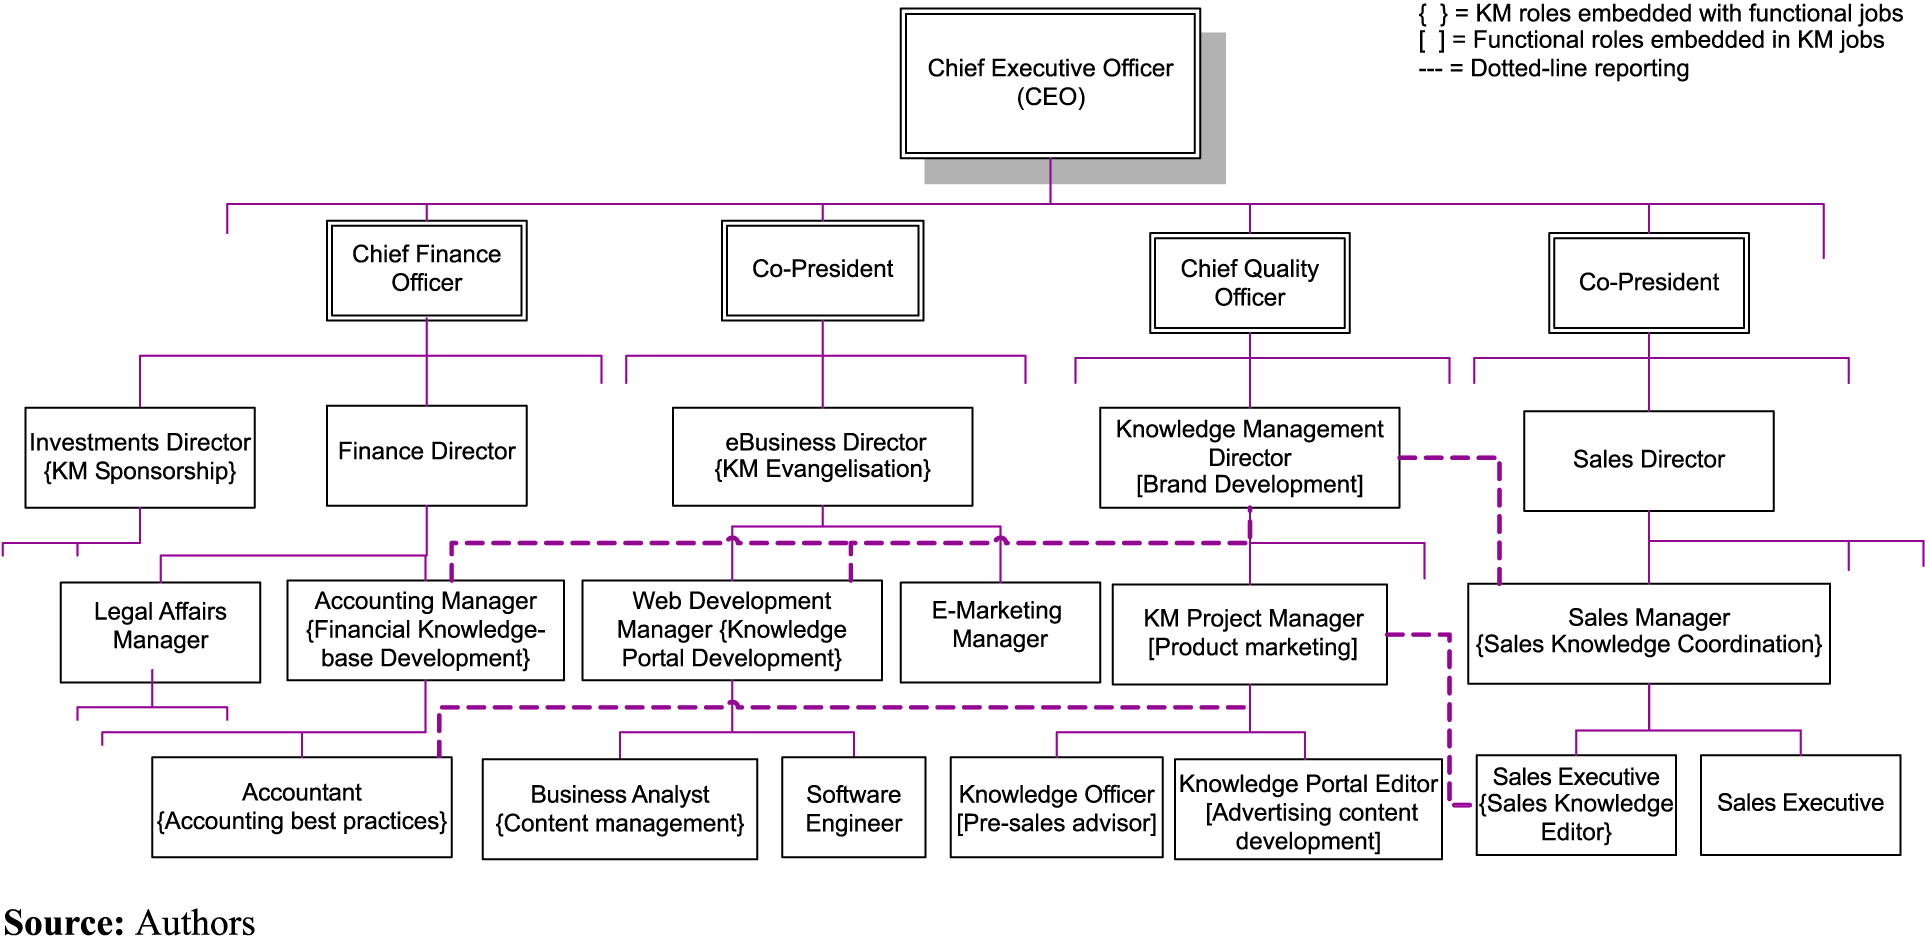 { } = KM roles embedded with functional jobs
[ ] = Functional roles embedded in KM jobs
--- = Dotted-line reporting
Chief Executive Officer
(CEO)
Chief Finance
Officer
Co-President
Chief Quality
Officer
Co-President
Investments Director
{KM Sponsorship}
Finance Director
eBusiness Director
{KM Evangelisation}
Knowledge Management
Director
[Brand Development]
Sales Director
Legal Affairs
Manager
Accounting Manager
{Financial Knowledge-
base Development}
Web Development
Manager {Knowledge
Portal Development}
E-Marketing
Manager
KM Project Manager
[Product marketing]
Sales Manager
{Sales Knowledge Coordination}
Accountant
{Accounting best practices}
Business Analyst
{Content management}
Software
Engineer
Knowledge Officer
[Pre-sales advisor]
Knowledge Portal Editor
[Advertising content
development]
Sales Executive
{Sales Knowledge
Editor}
Sales Executive
Source: Authors